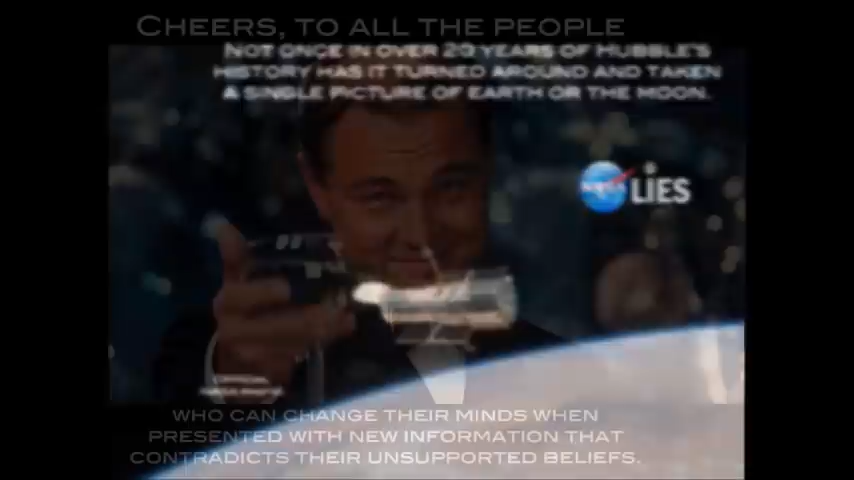 CHEERS, TO ALL THE PEOPLE
NOT ONCE IN OVER 20 YEARS OF HUBBLE'S
HISTORY HAS IT TURNED AROUND AND TAKEN
A SINGLE PICTURE OF EARTH OR THE MOON.
NASA LiES
WHO CAN CHANGE THEIR MINDS WHEN
PRESENTED WITH NEW INFORMATION THAT
CONTRADICTS THEIR UNSUPPORTED BELIEFS.